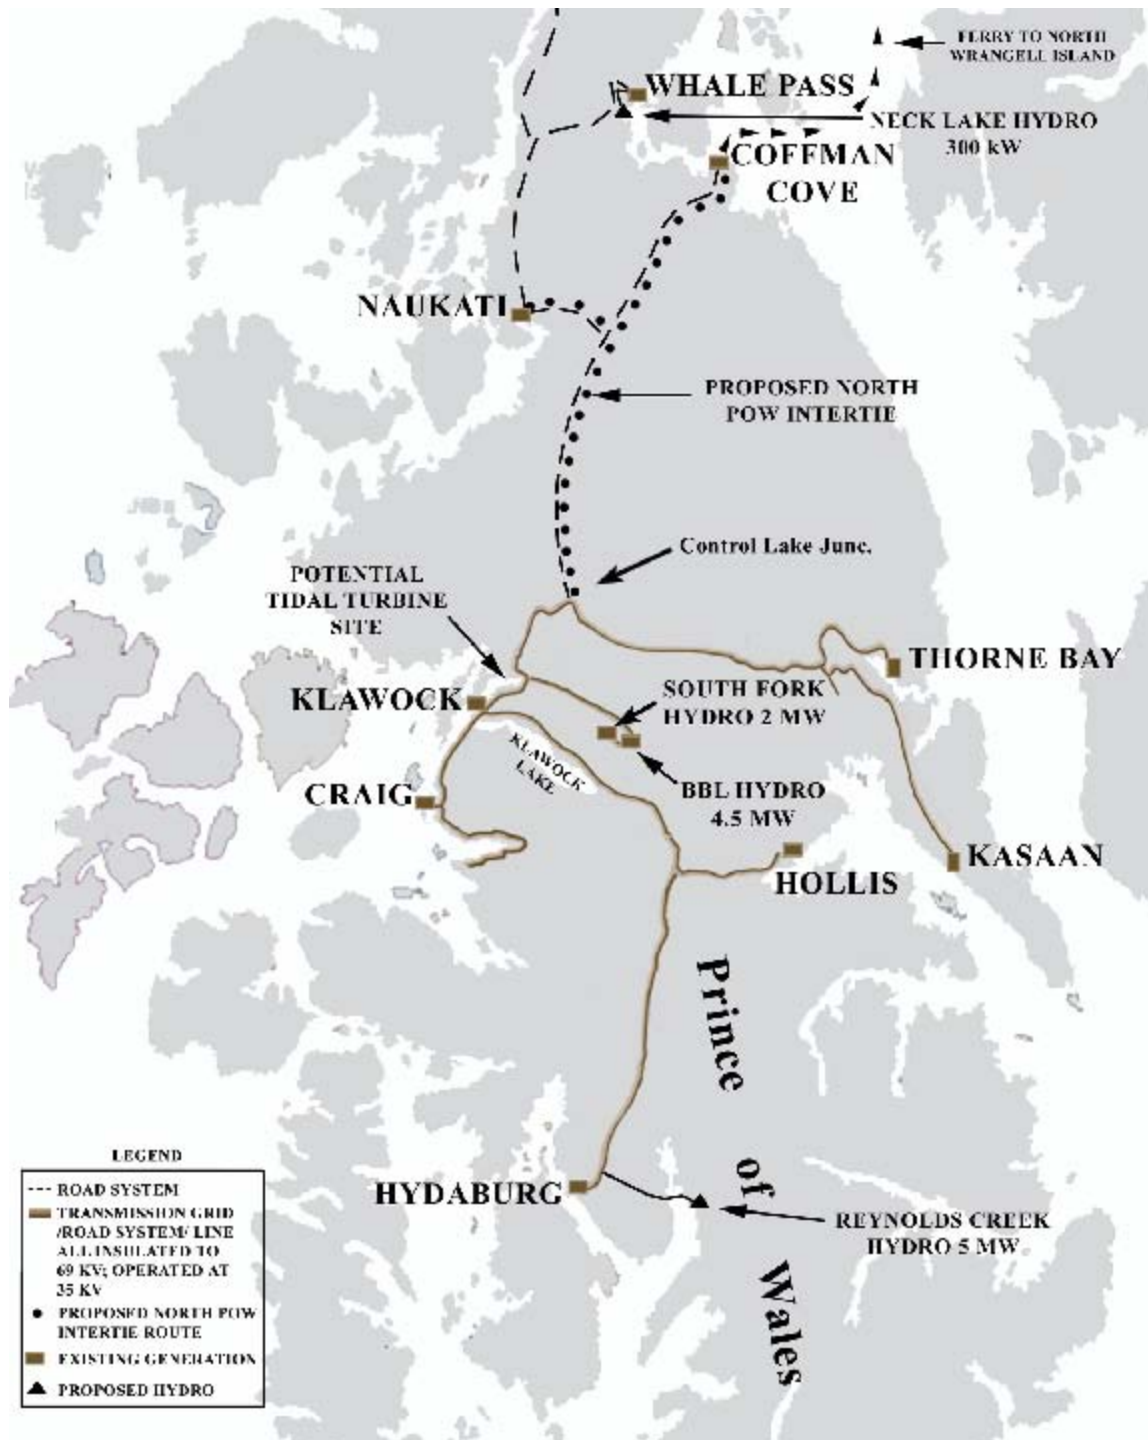 FERRY TO NORTH
WRANGELL ISLAND
WHALE PASS
NECK LAKE HYDRO
300 kW
COFFMAN
COVE
NAUKATI
PROPOSED NORTH
POW INTERTIE
Control Lake Junc.
POTENTIAL
TIDAL TURBINE
SITE
THORNE BAY
KLAWOCK
SOUTH FORK
HYDRO 2 MW
KLAWOCK
LAKE
BBL HYDRO
4.5 MW
CRAIG
KASAAN
HOLLIS
Prince
of
Wales
HYDABURG
REYNOLDS CREEK
HYDRO 5 MW
LEGEND
ROAD SYSTEM
TRANSMISSION GRID
/ROAD SYSTEM/ LINE
ALL INSULATED TO
69 KV; OPERATED AT
35 KV
PROPOSED NORTH POW
INTERTIE ROUTE
EXISTING GENERATION
PROPOSED HYDRO